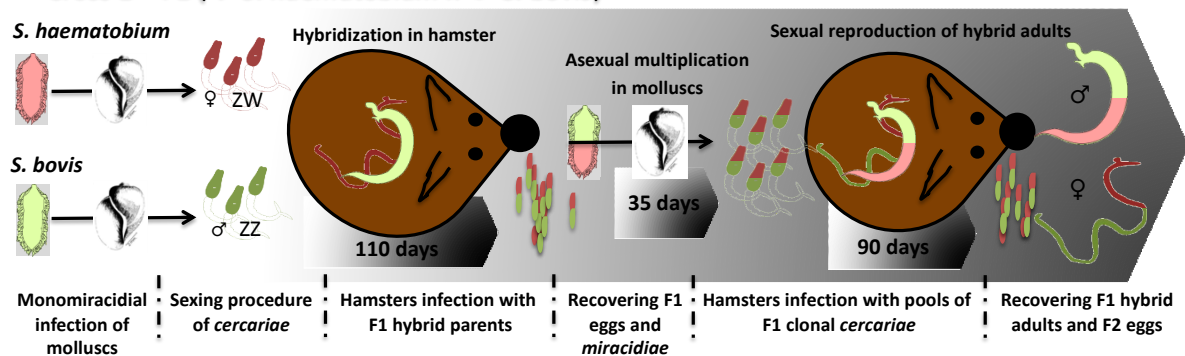 S. haematobium
♀ ZW
S. bovis
♂ ZZ
Hybridization in hamster
110 days
Asexual multiplication
in molluscs
35 days
Sexual reproduction of hybrid adults
90 days
♂
♀
Monomiracidial
infection of
molluscs
Sexing procedure
of cercariae
Hamsters infection with
F1 hybrid parents
Recovering F1
eggs and
miracidiae
Hamsters infection with pools of
F1 clonal cercariae
Recovering F1 hybrid
adults and F2 eggs